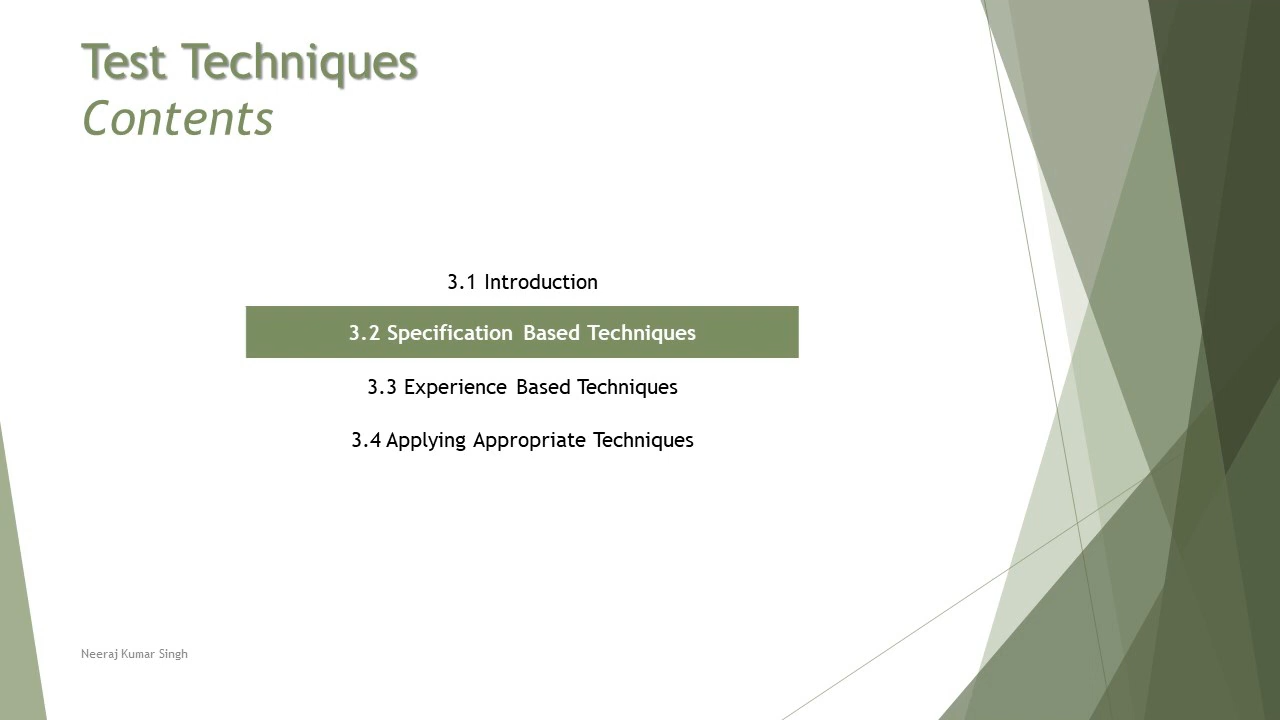 Test Techniques
Contents
3.1 Introduction
3.2 Specification Based Techniques
3.3 Experience Based Techniques
3.4 Applying Appropriate Techniques
Neeraj Kumar Singh